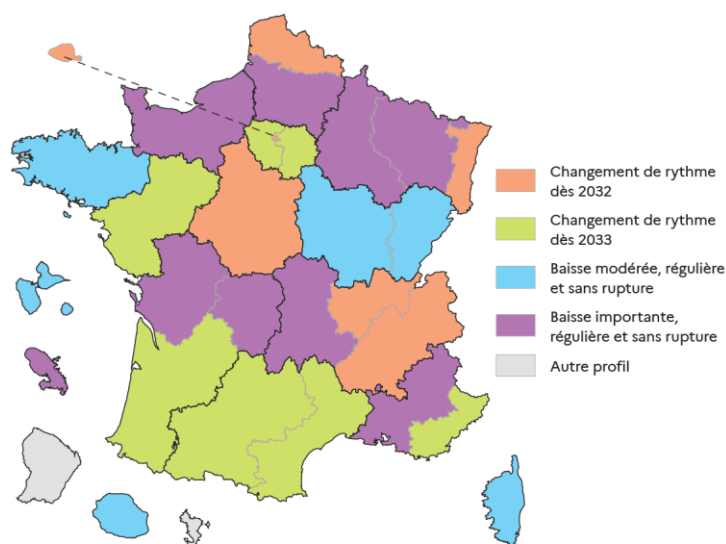 Changement de rythme
dès 2032
Changement de rythme
dès 2033
Baisse modérée, régulière
et sans rupture
Baisse importante,
régulière et sans rupture
Autre profil